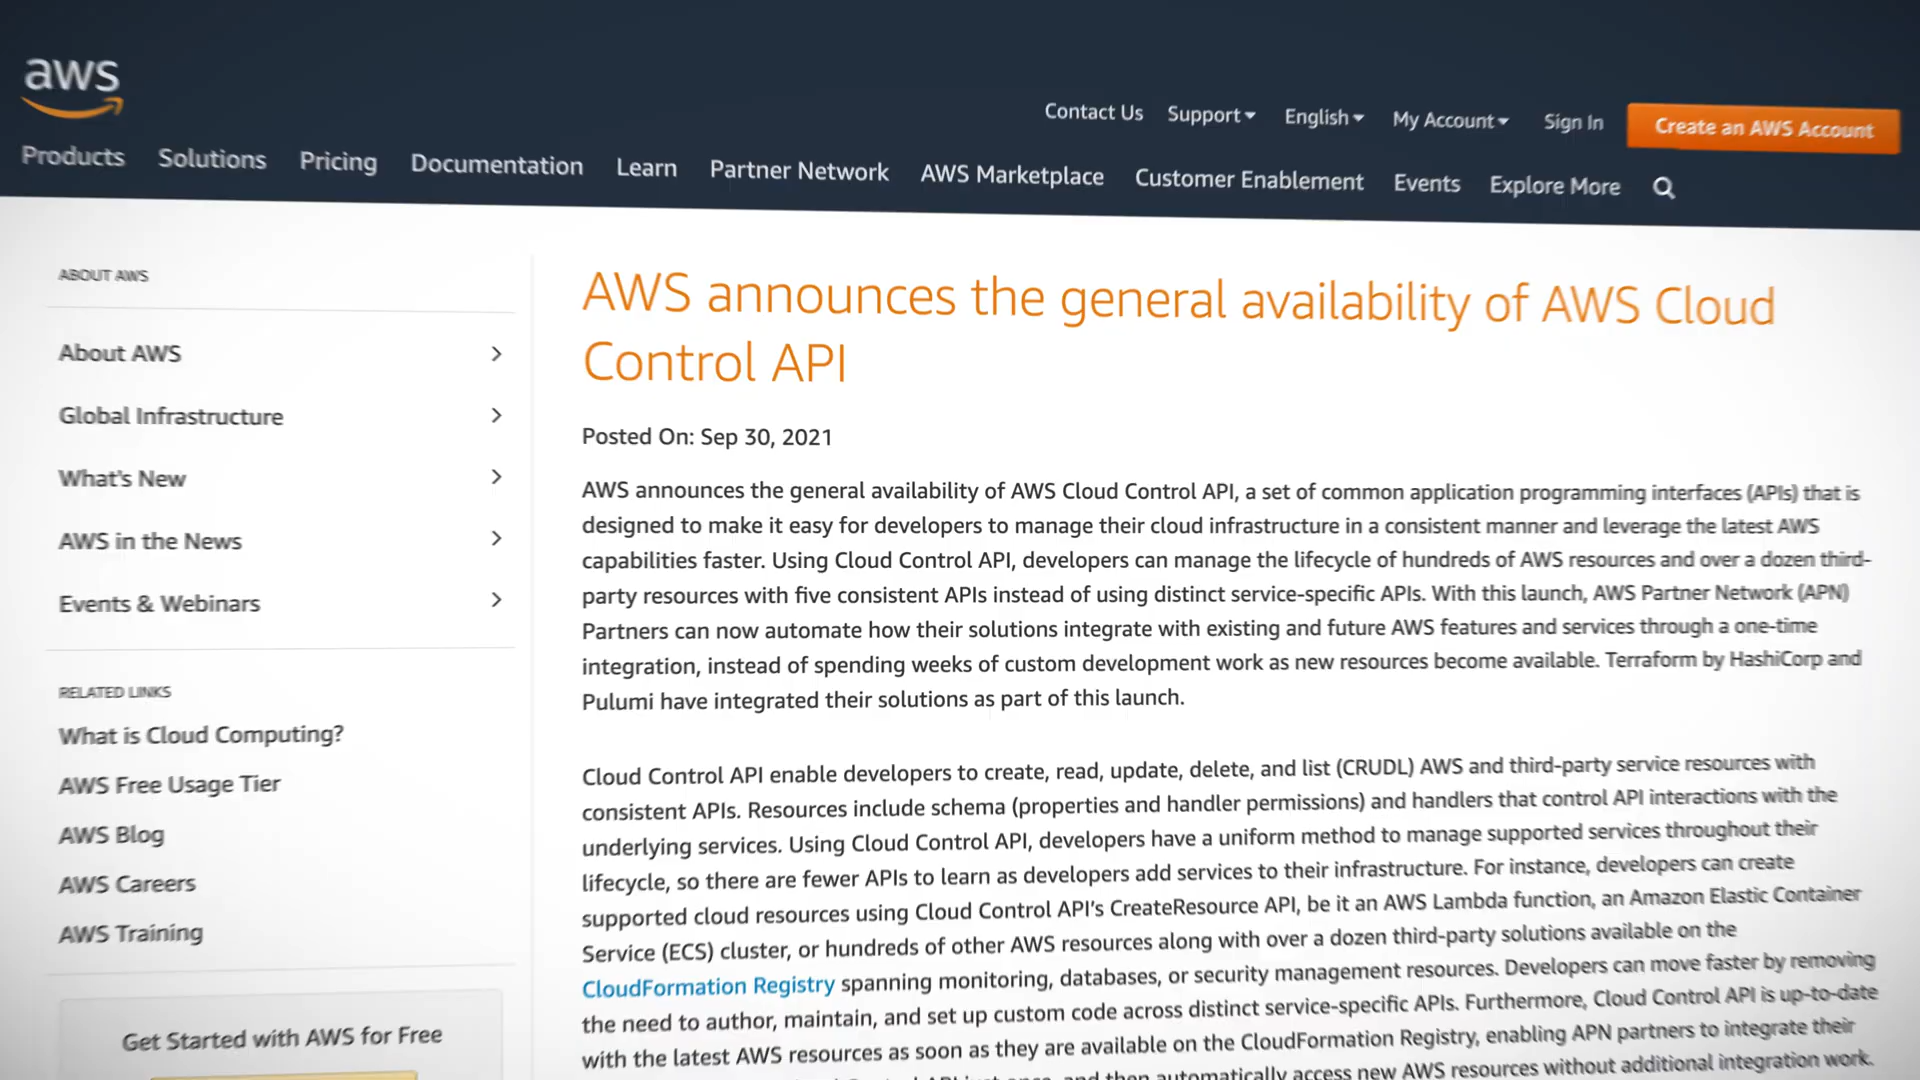 aws
Contact Us Support English My Account Sign In Create an AWS Account
Products Solutions Pricing Documentation Learn Partner Network AWS Marketplace Customer Enablement Events Explore More
ABOUT AWS
About AWS
Global Infrastructure
What's New
AWS in the News
Events & Webinars
RELATED LINKS
What is Cloud Computing?
AWS Free Usage Tier
AWS Blog
AWS Careers
AWS Training
Get Started with AWS for Free
AWS announces the general availability of AWS Cloud
Control API
Posted On: Sep 30, 2021
AWS announces the general availability of AWS Cloud Control API, a set of common application programming interfaces (APIs) that is
designed to make it easy for developers to manage their cloud infrastructure in a consistent manner and leverage the latest AWS
capabilities faster. Using Cloud Control API, developers can manage the lifecycle of hundreds of AWS resources and over a dozen third-
party resources with five consistent APIs instead of using distinct service-specific APIs. With this launch, AWS Partner Network (APN)
Partners can now automate how their solutions integrate with existing and future AWS features and services through a one-time
integration, instead of spending weeks of custom development work as new resources become available. Terraform by HashiCorp and
Pulumi have integrated their solutions as part of this launch.
Cloud Control API enable developers to create, read, update, delete, and list (CRUDL) AWS and third-party service resources with
consistent APIs. Resources include schema (properties and handler permissions) and handlers that control API interactions with the
underlying services. Using Cloud Control API, developers have a uniform method to manage supported services throughout their
lifecycle, so there are fewer APIs to learn as developers add services to their infrastructure. For instance, developers can create
supported cloud resources using Cloud Control API's CreateResource API, be it an AWS Lambda function, an Amazon Elastic Container
Service (ECS) cluster, or hundreds of other AWS resources along with over a dozen third-party solutions available on the
CloudFormation Registry spanning monitoring, databases, or security management resources. Developers can move faster by removing
the need to author, maintain, and set up custom code across distinct service-specific APIs. Furthermore, Cloud Control API is up-to-date
with the latest AWS resources as soon as they are available on the CloudFormation Registry, enabling APN partners to integrate their
and then automatically access new AWS resources without additional integration work.